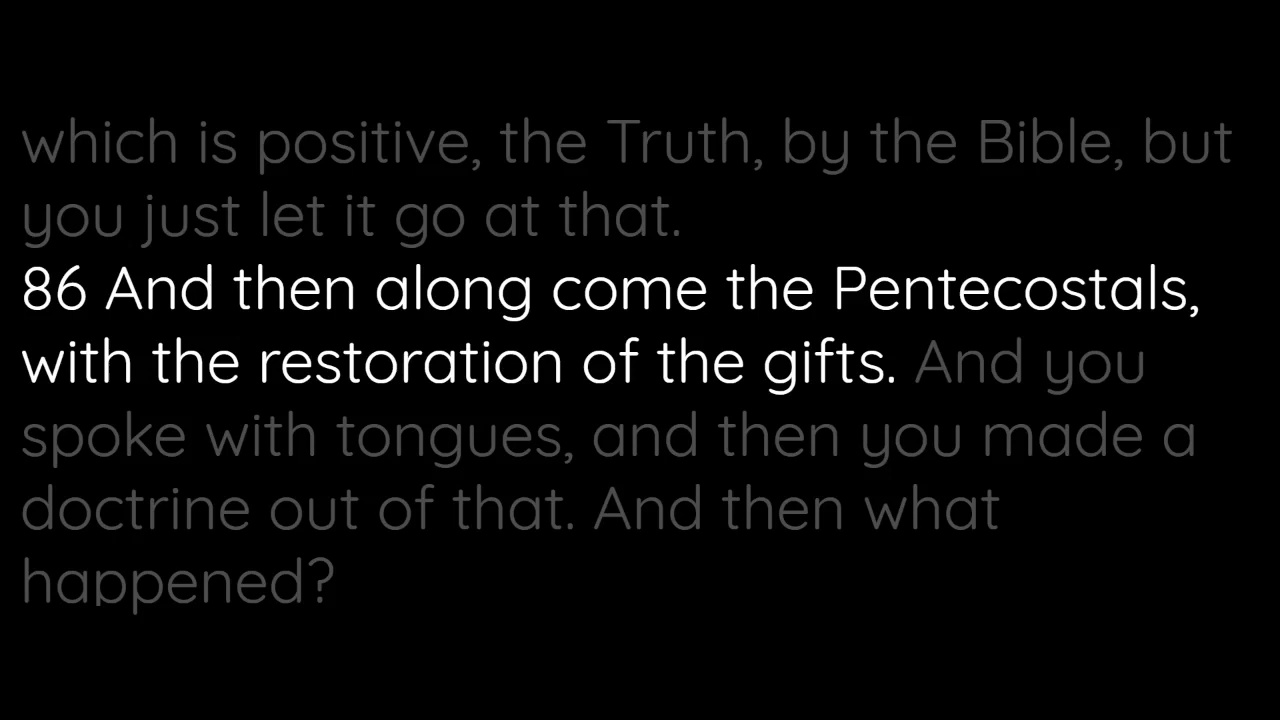 which is positive, the Truth, by the Bible, but
you just let it go at that.
86 And then along come the Pentecostals,
with the restoration of the gifts. And you
spoke with tongues, and then you made a
doctrine out of that. And then what
happened?